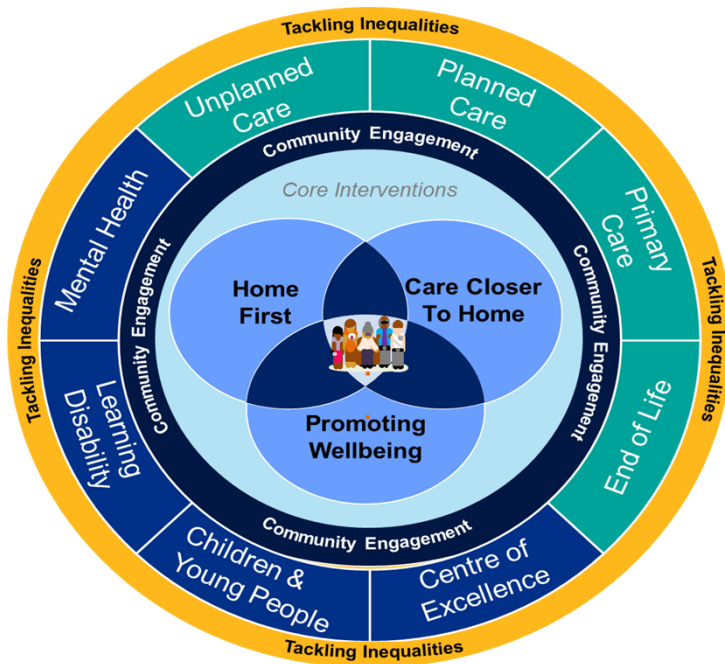 Tackling Inequalities
Unplanned
Care
Planned
Care
Community Engagement
Core Interventions
Mental Health
Primary
Care
Tackling Inequalities
Tackling Inequalities
Community Engagement
Community Engagement
Home
First
Care Closer
To Home
Promoting
Wellbeing
Learning
Disability
End of Life
Community Engagement
Children &
Young People
Centre of
Excellence
Tackling Inequalities